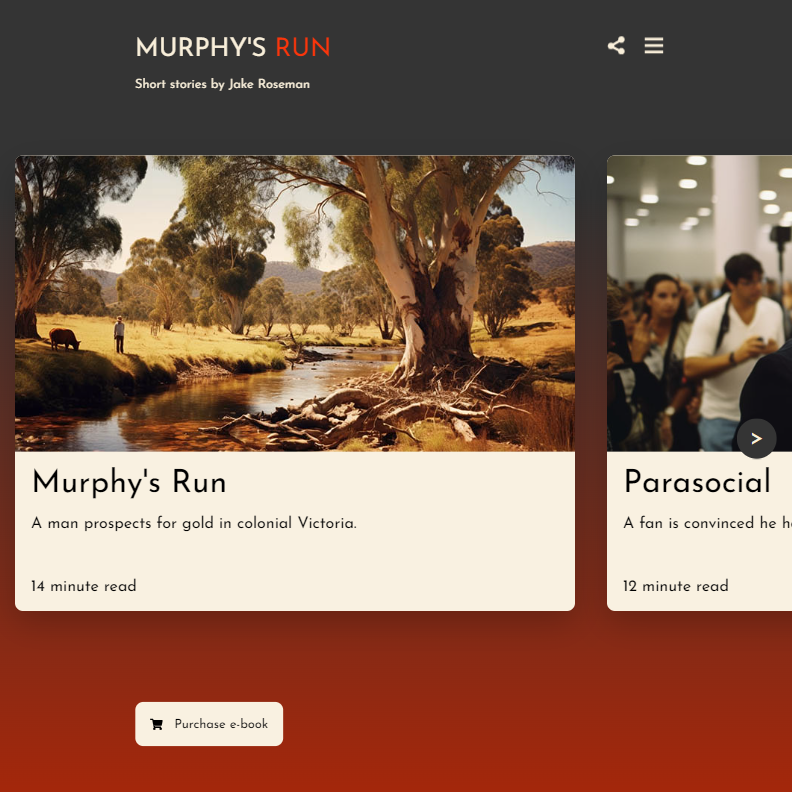 MURPHY'S RUN
Short stories by Jake Roseman
Murphy's Run
A man prospects for gold in colonial Victoria.
14 minute read
Parasocial
A fan is convinced he
12 minute read
Purchase e-book